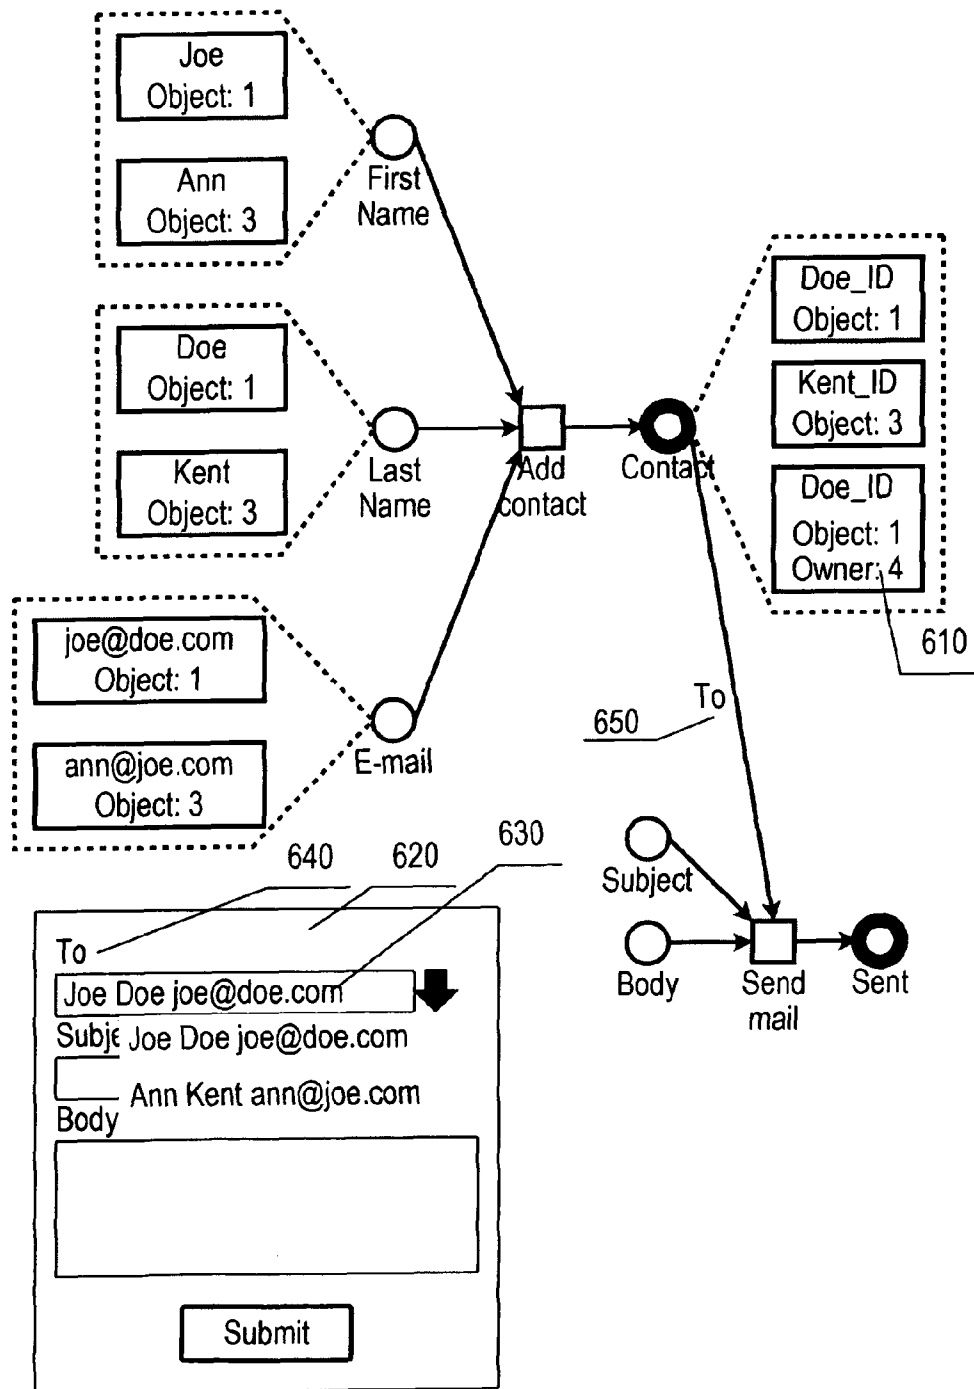 Joe
Object: 1
Ann
Object: 3
First
Name
Doe
Object: 1
Kent
Object: 3
Last
Name
Add
contact
Contact
Doe_ID
Object: 1
Kent_ID
Object: 3
Doe_ID
Object: 1
Owner: 4
610
joe@doe.com
Object: 1
ann@joe.com
Object: 3
E-mail
To
650
Subject
Body
Send
mail
Sent
640
620
630
To
Joe Doe joe@doe.com
Subje
Joe Doe joe@doe.com
Ann Kent ann@joe.com
Body
Submit